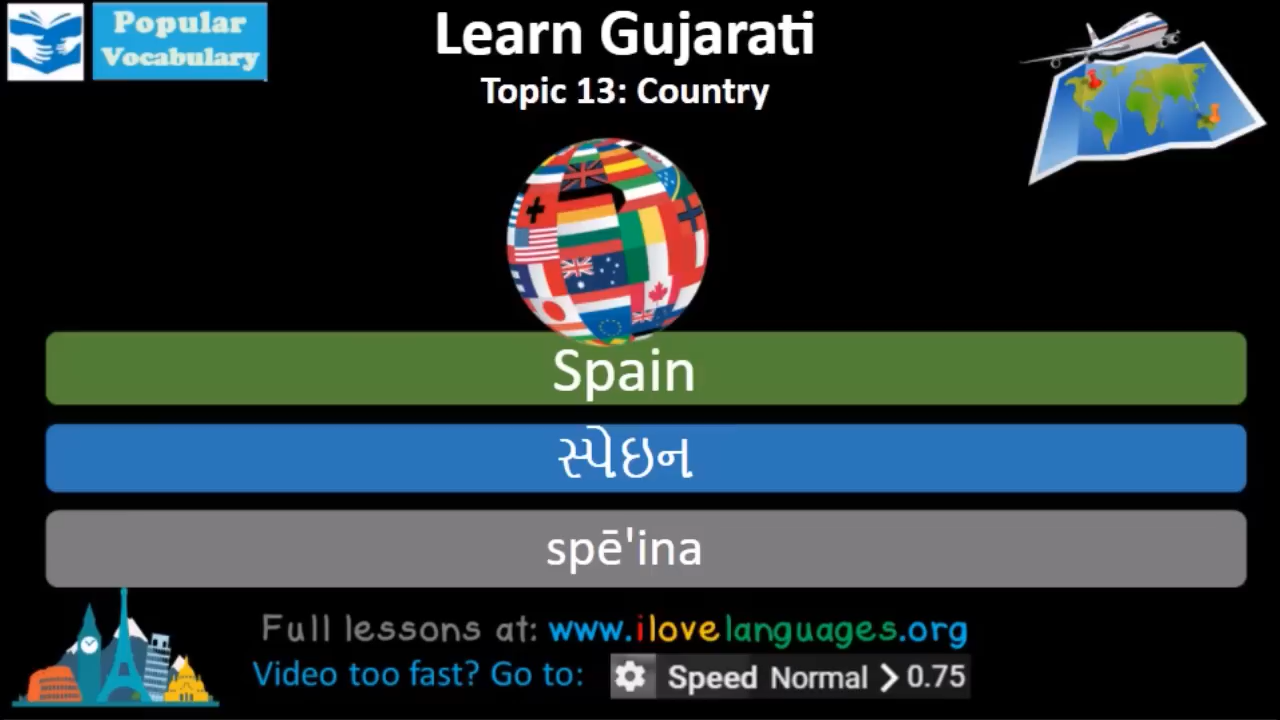 Popular
Vocabulary
Learn Gujarati
Topic 13: Country
Spain
સ્પેઇન
spē'ina
Full lessons at: www.ilovelanguages.org
Video too fast? Go to: Speed Normal > 0.75